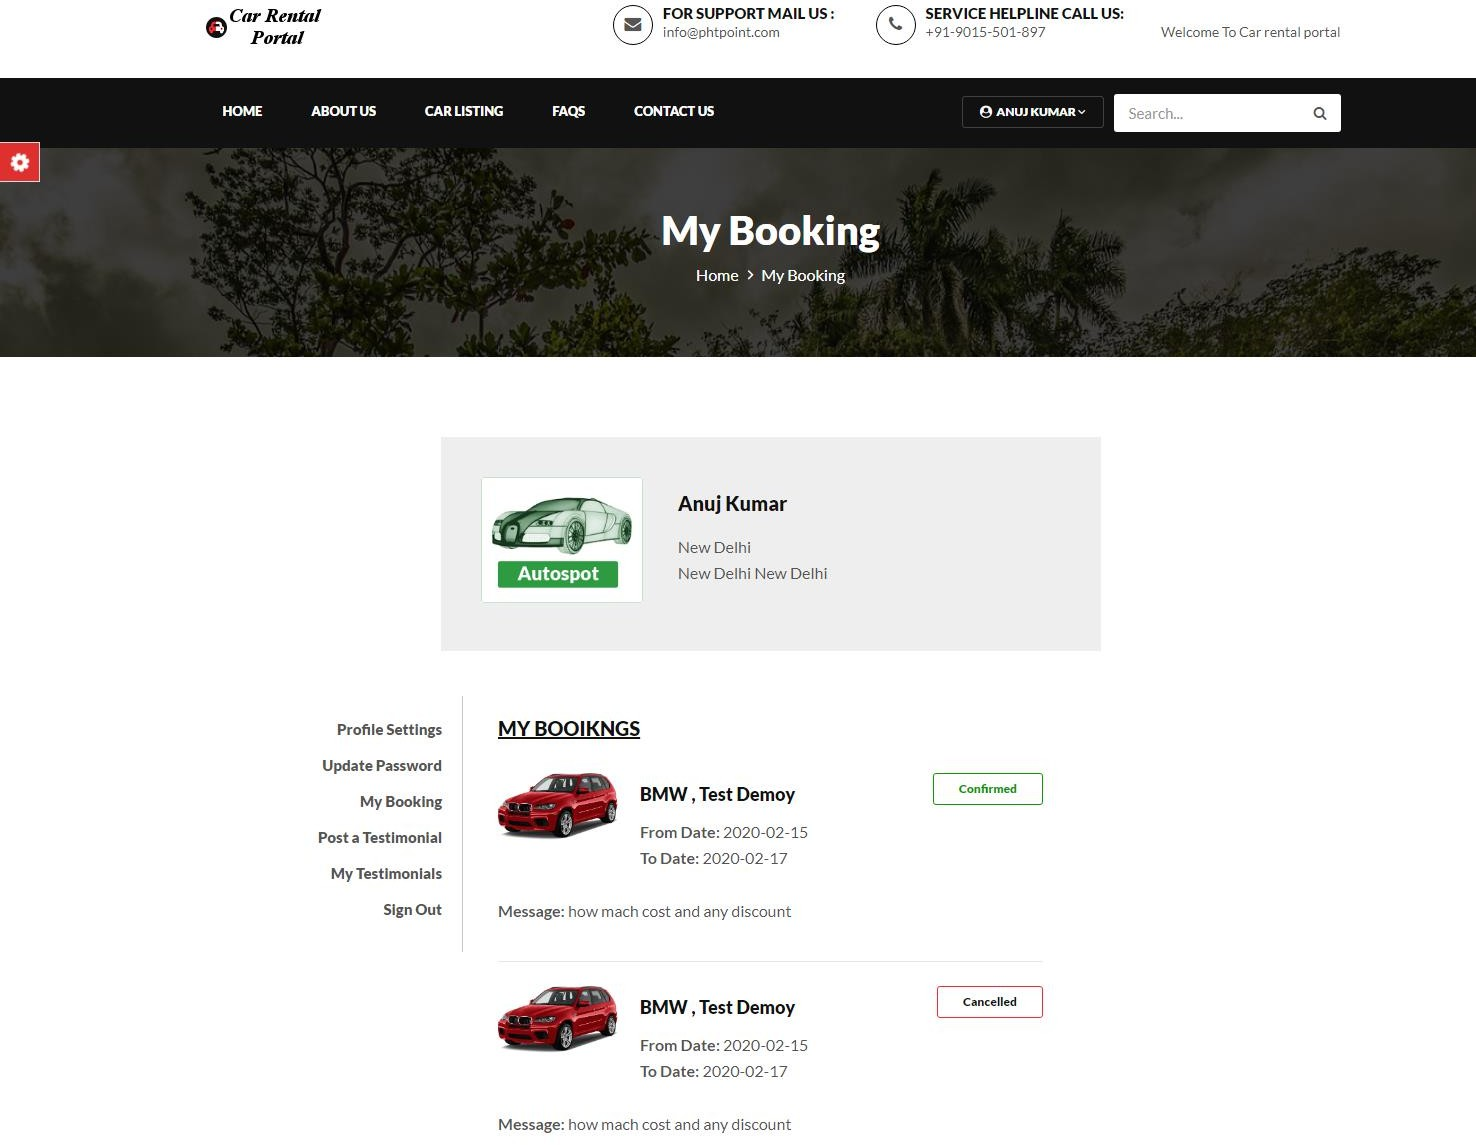 Car Rental
Portal
FOR SUPPORT MAIL US :
info@phtpoint.com
SERVICE HELPLINE CALL US:
+91-9015-501-897
Welcome To Car rental portal
HOME ABOUT US CAR LISTING FAQS CONTACT US
ANUJ KUMAR
Search...
My Booking
Home > My Booking
Autospot
Anuj Kumar
New Delhi
New Delhi New Delhi
Profile Settings
Update Password
My Booking
Post a Testimonial
My Testimonials
Sign Out
MY BOOIKNGS
BMW , Test Demoy
Confirmed
From Date: 2020-02-15
To Date: 2020-02-17
Message: how mach cost and any discount
BMW , Test Demoy
Cancelled
From Date: 2020-02-15
To Date: 2020-02-17
Message: how mach cost and any discount